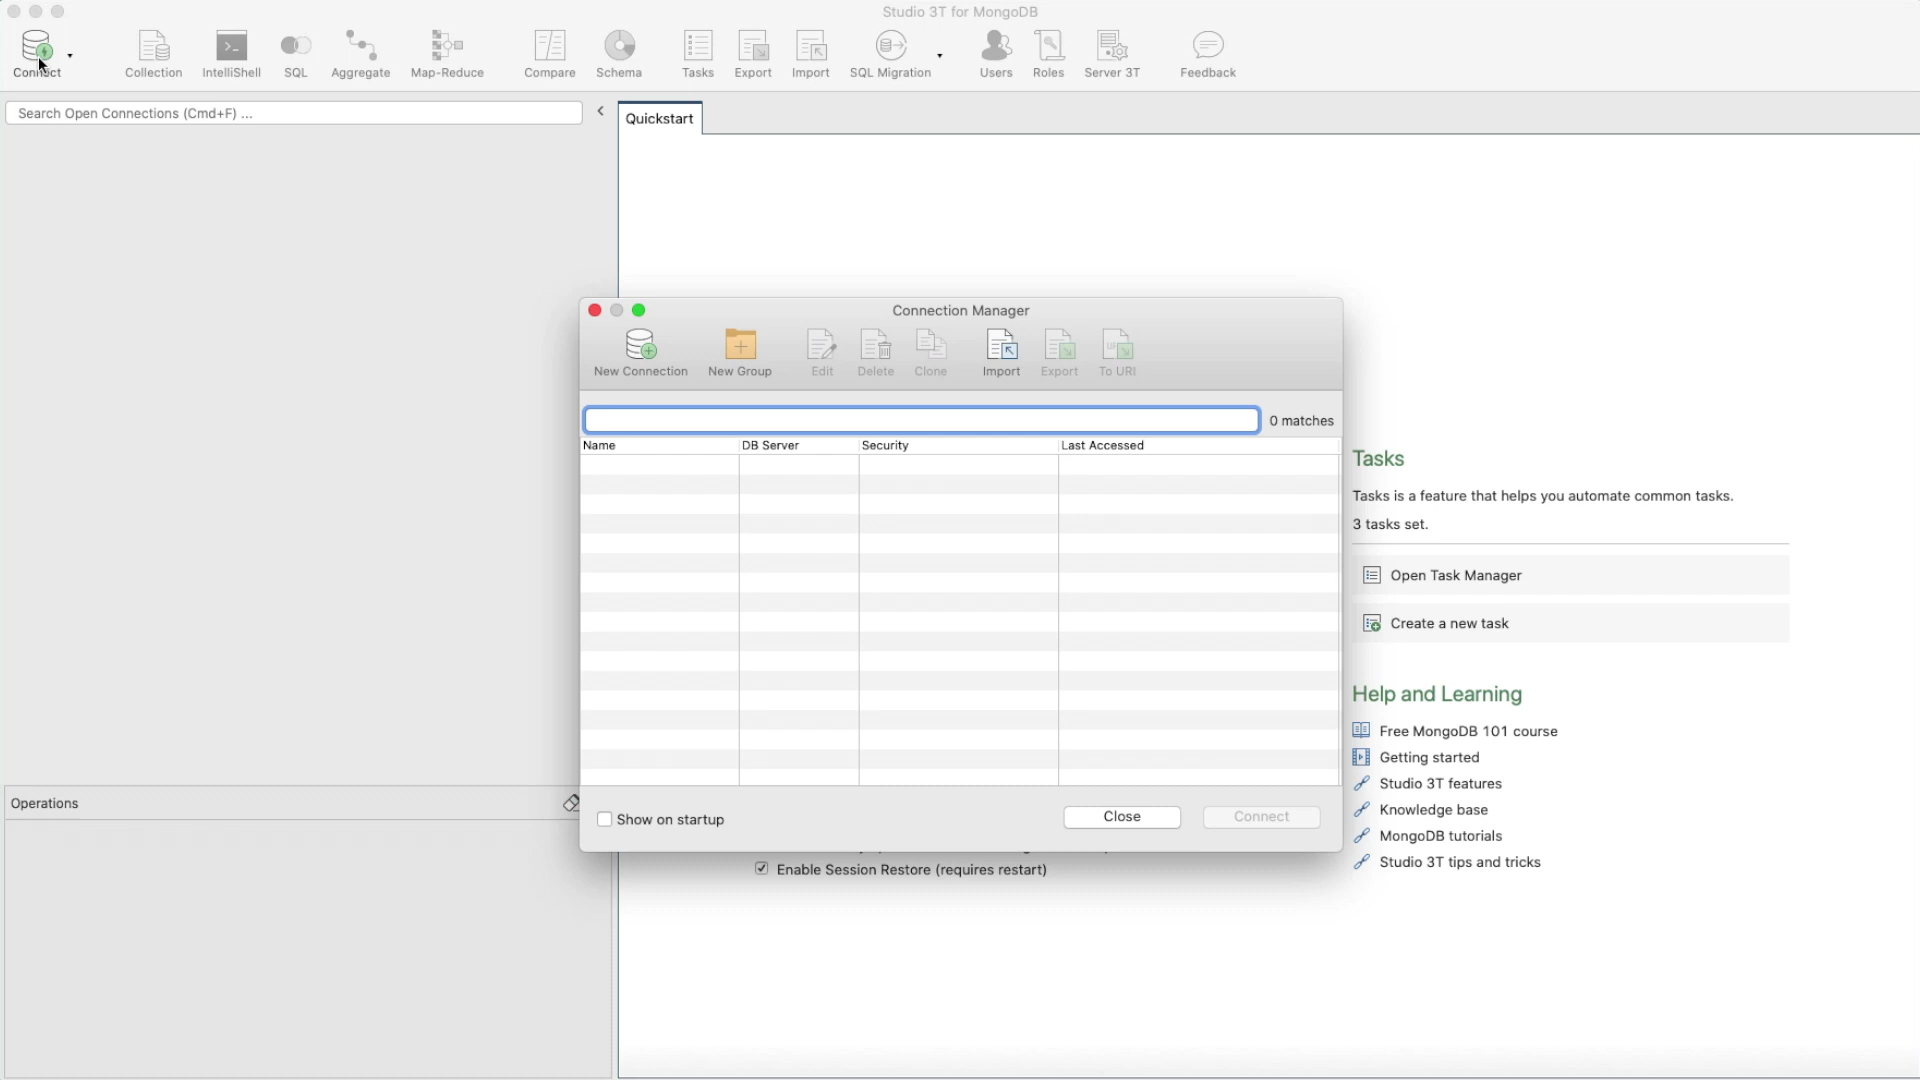 Studio 3T for MongoDB
Connect
Collection
IntelliShell
SQL
Aggregate
Map-Reduce
Compare
Schema
Tasks
Export
Import
SQL Migration
Users
Roles
Server 3T
Feedback
Search Open Connections (Cmd+F) ...
Quickstart
Connection Manager
New Connection
New Group
Edit
Delete
Clone
Import
Export
To URI
0 matches
Name
DB Server
Security
Last Accessed
Show on startup
Close
Connect
Tasks
Tasks is a feature that helps you automate common tasks.
3 tasks set.
Open Task Manager
Create a new task
Help and Learning
Free MongoDB 101 course
Getting started
Studio 3T features
Knowledge base
MongoDB tutorials
Studio 3T tips and tricks
Operations
Enable Session Restore (requires restart)